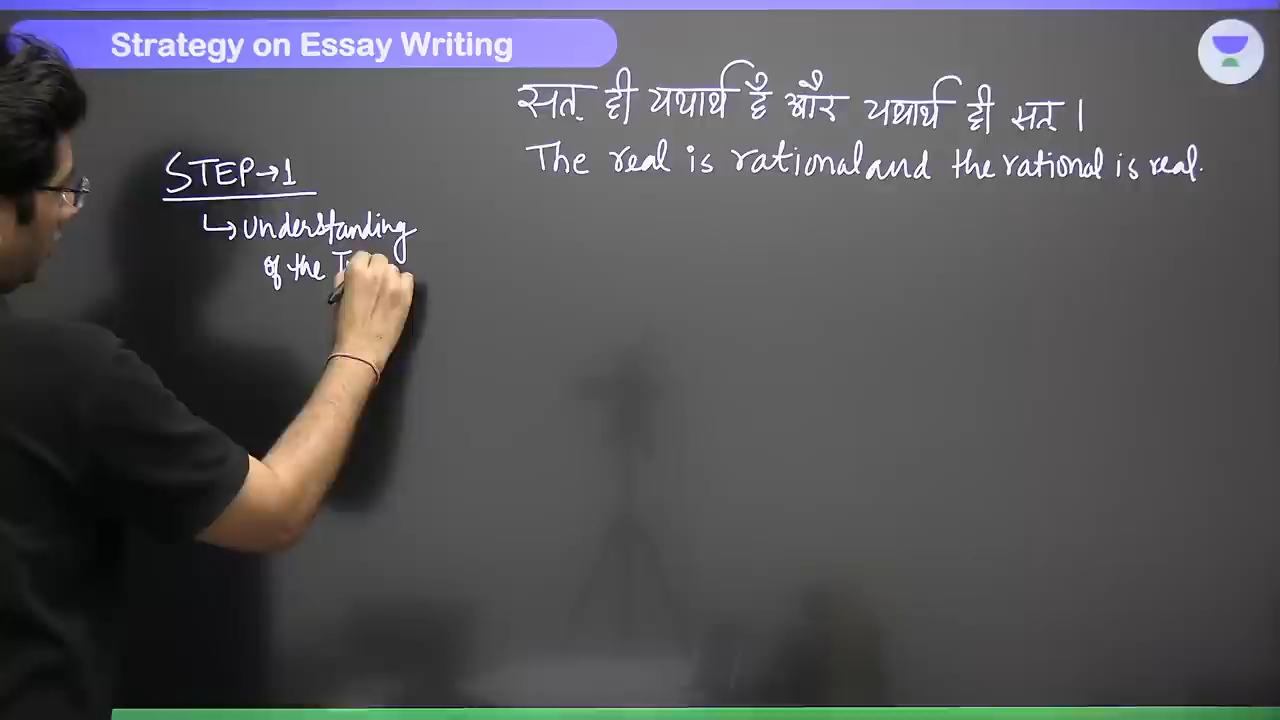 Strategy on Essay Writing
सत् ही यथार्थ है और यथार्थ ही सत् ।
The real is rational and the rational is real.
STEP→1
↳ Understanding
of the